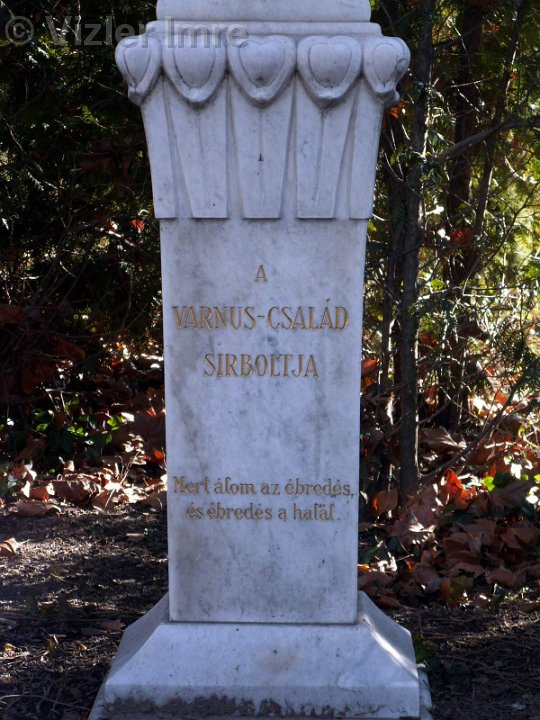 © Vizler Imre
A
VARNUS-CSALÁD
SIRBOLTJA
Mert álom az ébredés,
és ébredés a halál.